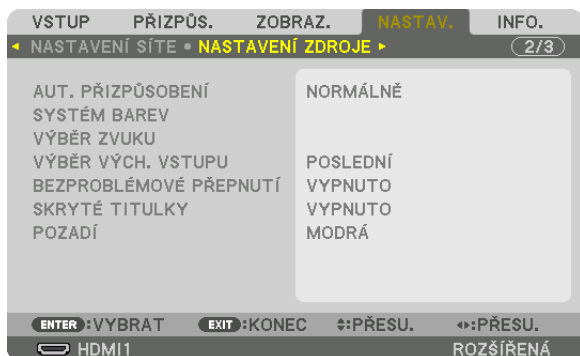 VSTUP PŘIZPŮS. ZOBRAZ. NASTAV. INFO.
NASTAVENÍ SÍTE • NASTAVENÍ ZDROJE 2/3
AUT. PŘIZPŮSOBENÍ NORMÁLNĚ
SYSTÉM BAREV
VÝBĚR ZVUKU
VÝBĚR VÝCH. VSTUPU POSLEDNÍ
BEZPROBLÉMOVÉ PŘEPNUTÍ VYPNUTO
SKRYTÉ TITULKY VYPNUTO
POZADÍ MODRÁ
ENTER :VYBRAT EXIT :KONEC :PŘESU. :PŘESU.
HDMI1 ROZŠÍŘENÁ